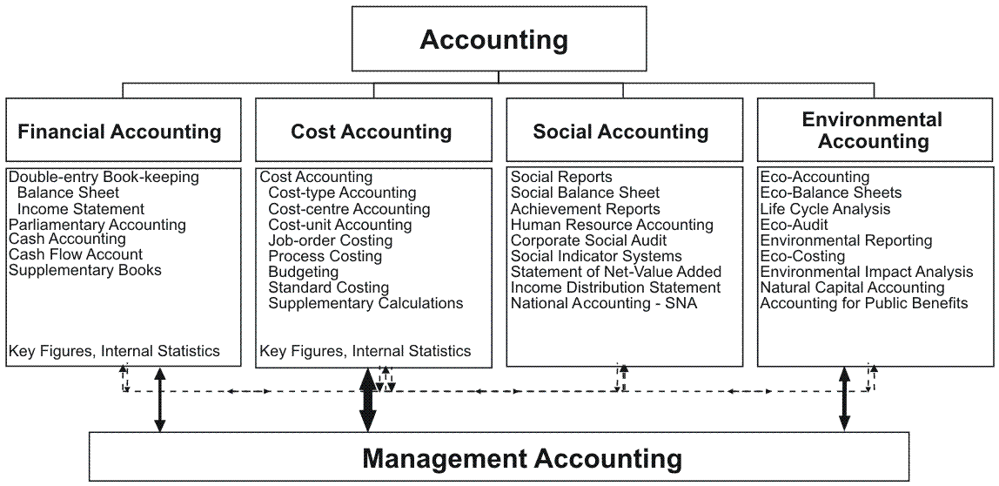 Accounting
Financial Accounting
Double-entry Book-keeping
Balance Sheet
Income Statement
Parliamentary Accounting
Cash Accounting
Cash Flow Account
Supplementary Books
Key Figures, Internal Statistics
Cost Accounting
Cost Accounting
Cost-type Accounting
Cost-centre Accounting
Cost-unit Accounting
Job-order Costing
Process Costing
Budgeting
Standard Costing
Supplementary Calculations
Key Figures, Internal Statistics
Social Accounting
Social Reports
Social Balance Sheet
Achievement Reports
Human Resource Accounting
Corporate Social Audit
Social Indicator Systems
Statement of Net-Value Added
Income Distribution Statement
National Accounting - SNA
Environmental
Accounting
Eco-Accounting
Eco-Balance Sheets
Life Cycle Analysis
Eco-Audit
Environmental Reporting
Eco-Costing
Environmental Impact Analysis
Natural Capital Accounting
Accounting for Public Benefits
Management Accounting